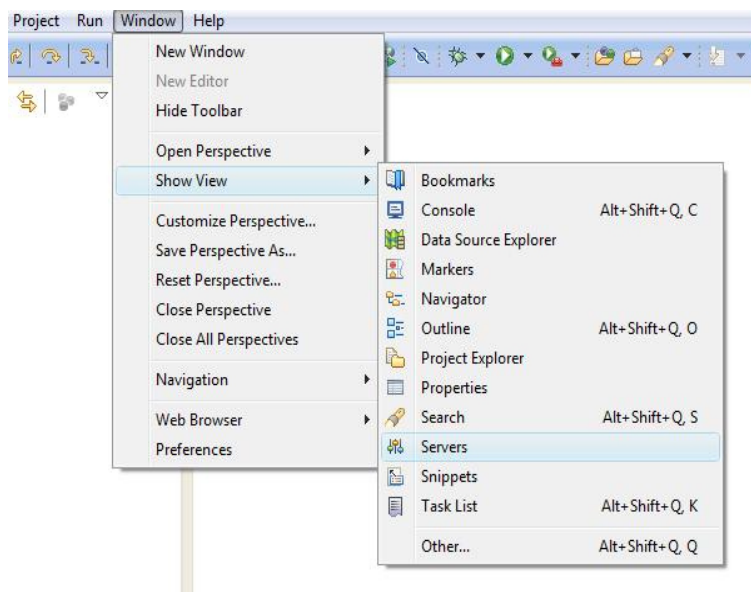 Project Run Window Help
New Window
New Editor
Hide Toolbar
Open Perspective
Show View
Customize Perspective...
Save Perspective As...
Reset Perspective...
Close Perspective
Close All Perspectives
Navigation
Web Browser
Preferences
Bookmarks
Console Alt+Shift+Q, C
Data Source Explorer
Markers
Navigator
Outline Alt+Shift+Q, O
Project Explorer
Properties
Search Alt+Shift+Q, S
Servers
Snippets
Task List Alt+Shift+Q, K
Other... Alt+Shift+Q, Q